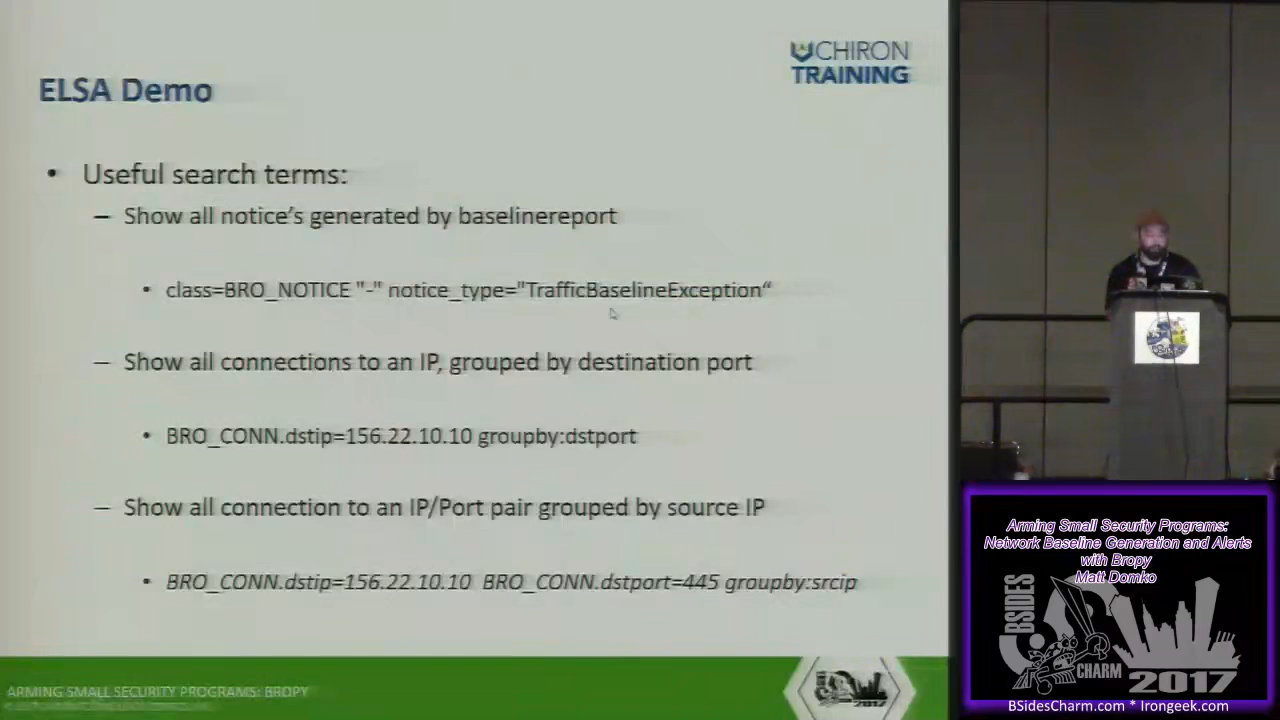 CHIRON
TRAINING
ELSA Demo
• Useful search terms:
– Show all notice's generated by baselinereport
• class=BRO_NOTICE "-" notice_type="TrafficBaselineException“
– Show all connections to an IP, grouped by destination port
• BRO_CONN.dstip=156.22.10.10 groupby:dstport
– Show all connection to an IP/Port pair grouped by source IP
• BRO_CONN.dstip=156.22.10.10 BRO_CONN.dstport=445 groupby:srcip
ARMING SMALL SECURITY PROGRAMS: BROPY
Arming Small Security Programs:
Network Baseline Generation and Alerts
with Bropy
Matt Domko
BSIDES
CHARM
2017
BSidesCharm.com * Irongeek.com